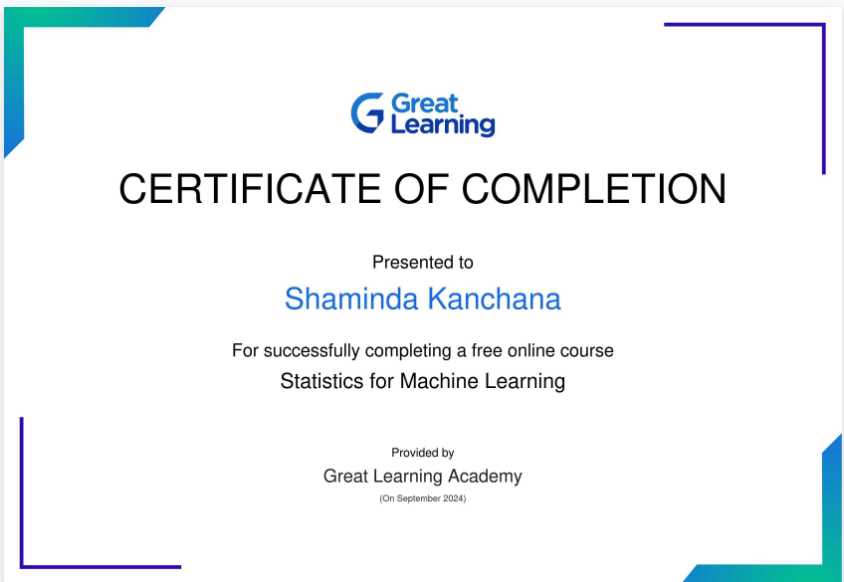 Great
Learning
CERTIFICATE OF COMPLETION
Presented to
Shaminda Kanchana
For successfully completing a free online course
Statistics for Machine Learning
Provided by
Great Learning Academy
(On September 2024)